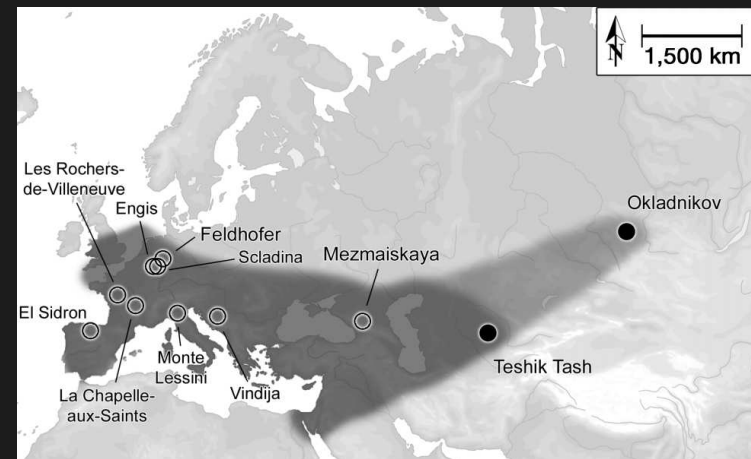 N
1,500 km
Les Rochers-
de-Villeneuve
Engis
Feldhofer
Scladina
Mezmaiskaya
Okladnikov
El Sidron
Monte
Lessini
Vindija
La Chapelle-
aux-Saints
Teshik Tash